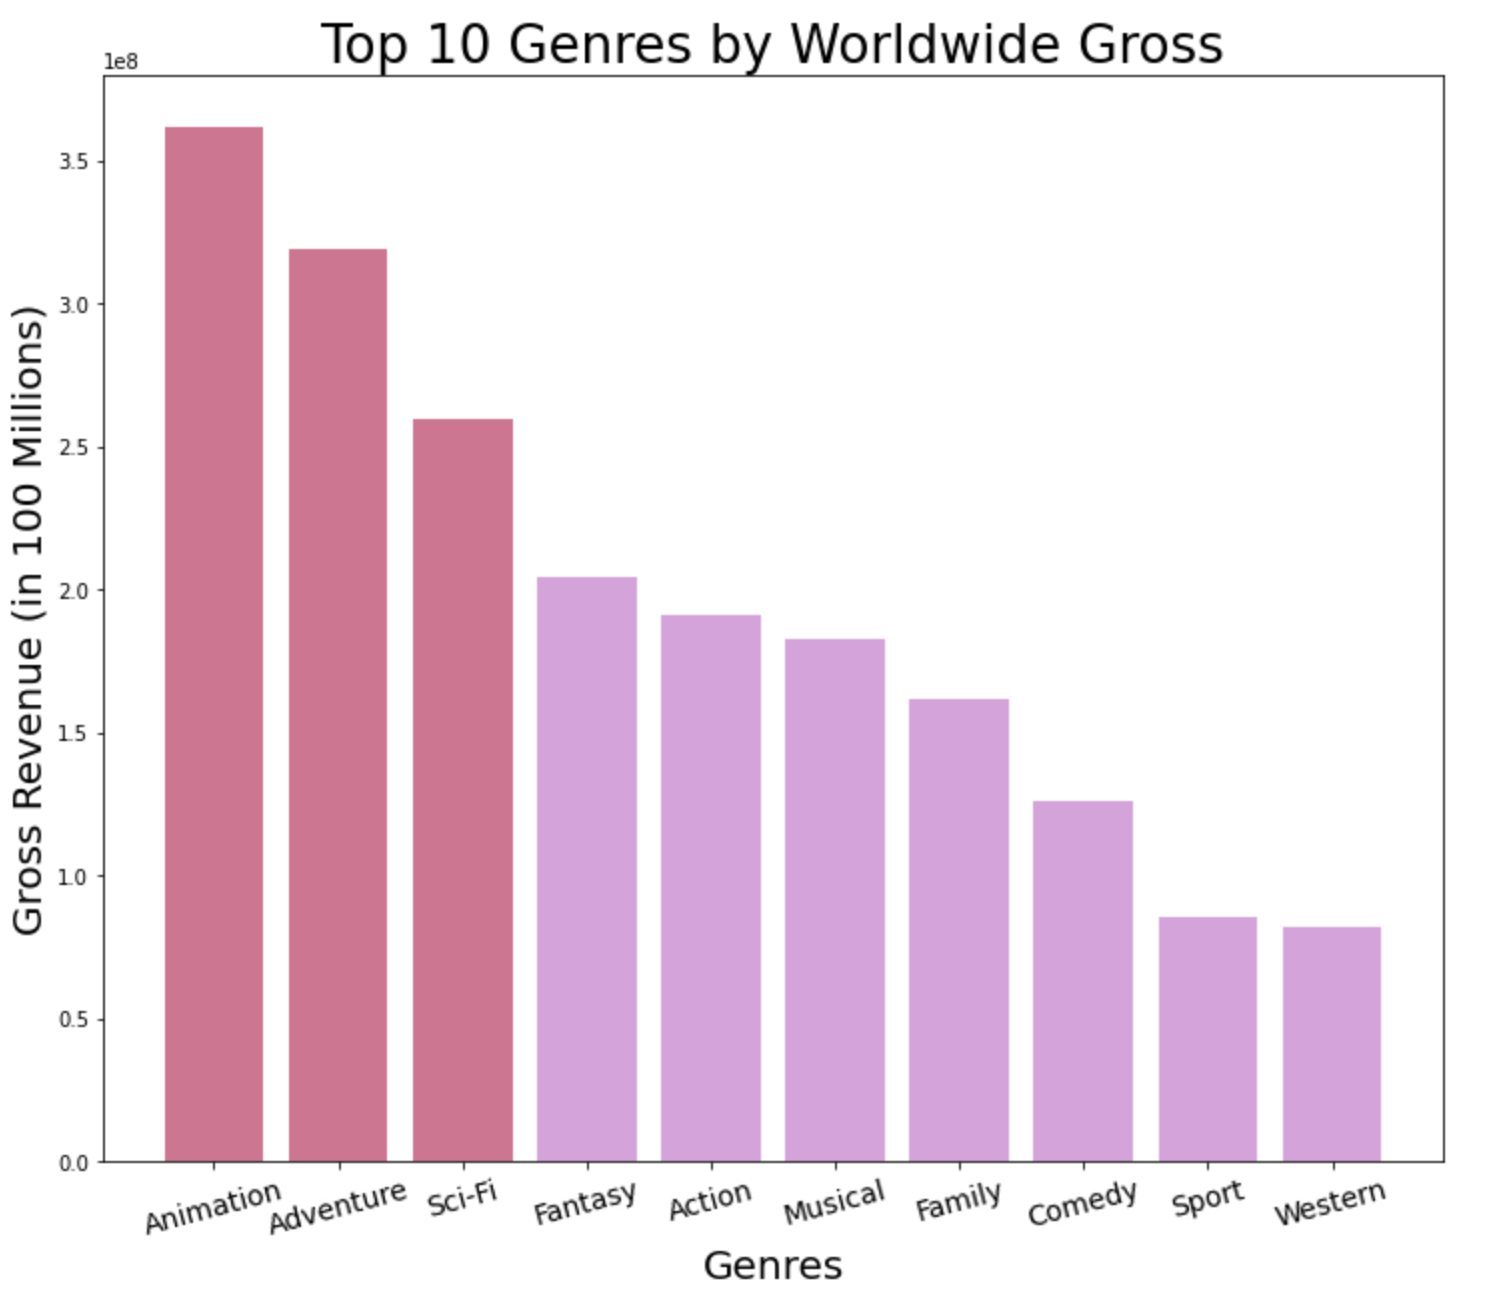 Top 10 Genres by Worldwide Gross
1e8
3.5
3.0
2.5
2.0
1.5
1.0
0.5
0.0
Gross Revenue (in 100 Millions)
Animation Adventure Sci-Fi Fantasy Action Musical Family Comedy Sport Western
Genres